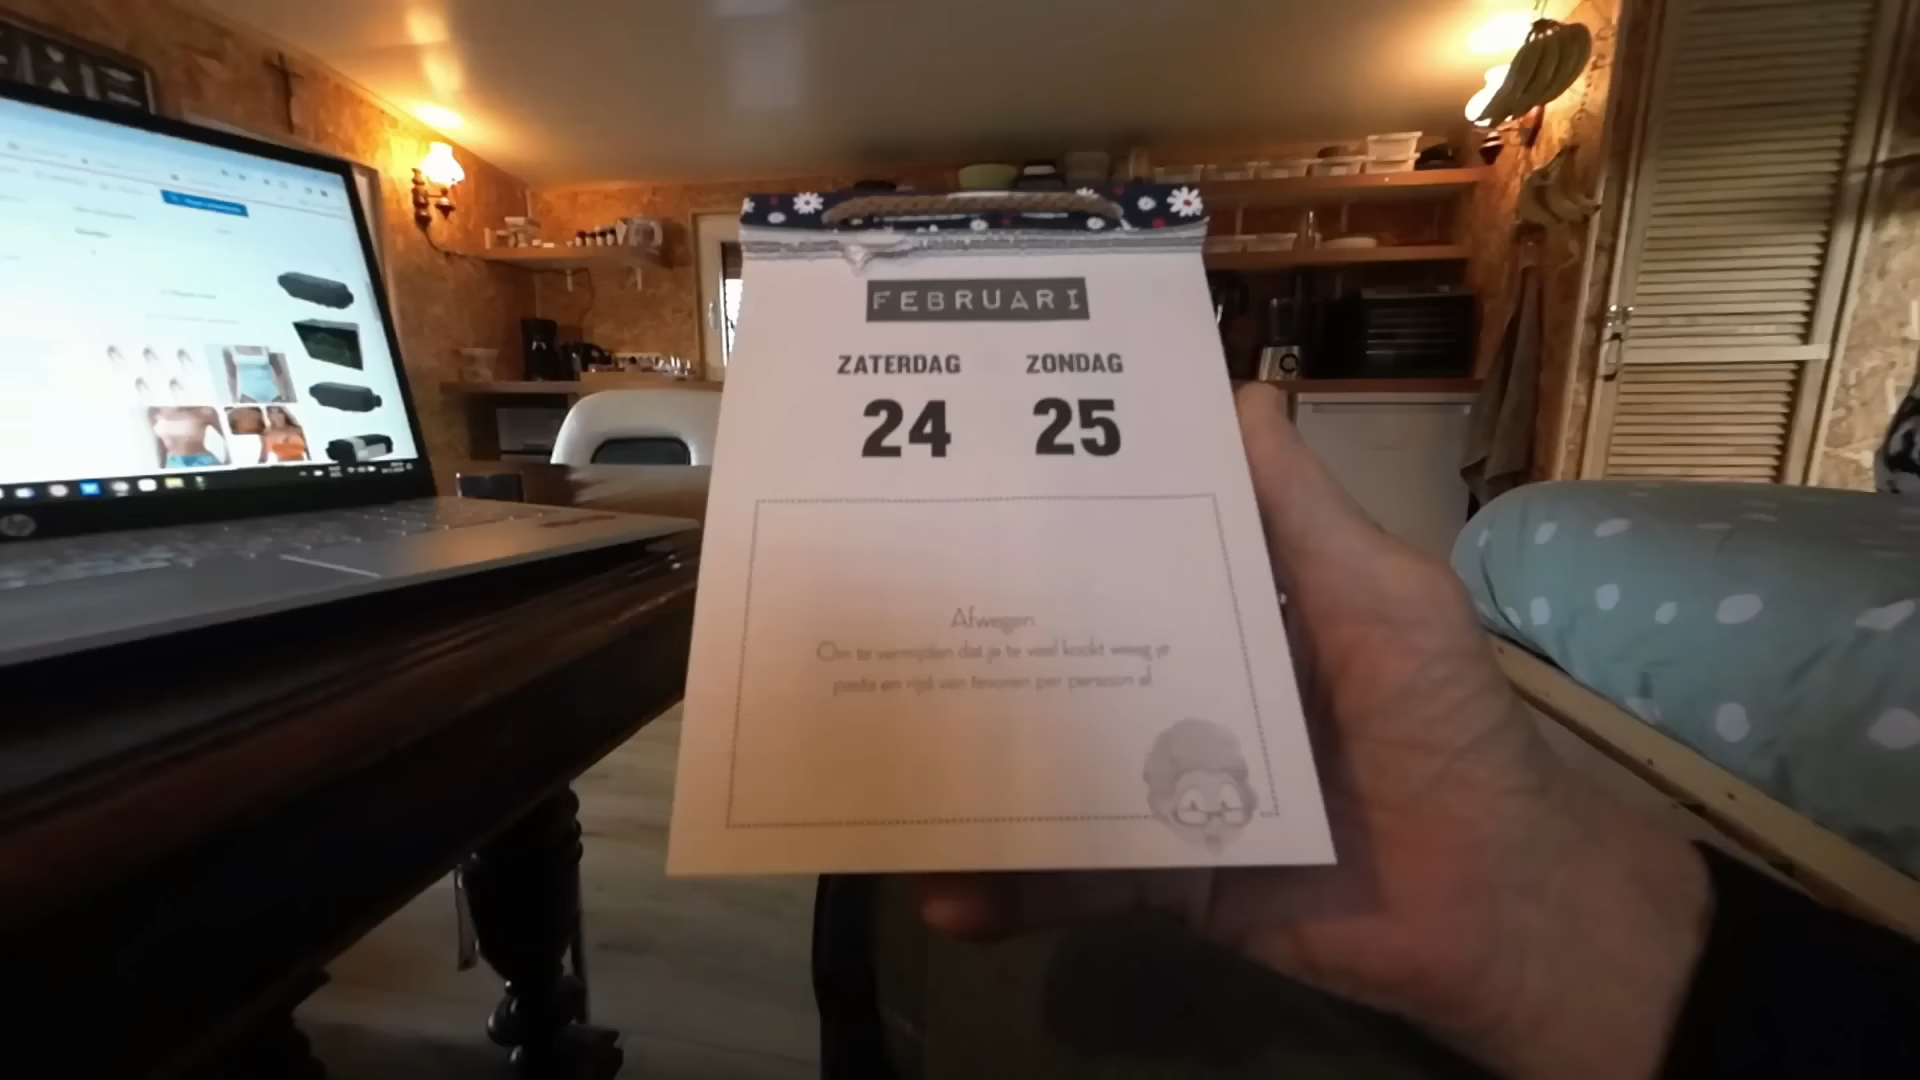 FEBRUARI
ZATERDAG ZONDAG
24 25
Afwegen
Om te vermijden dat je te veel kookt weeg je
pasta en rijst van tevoren per persoon af.